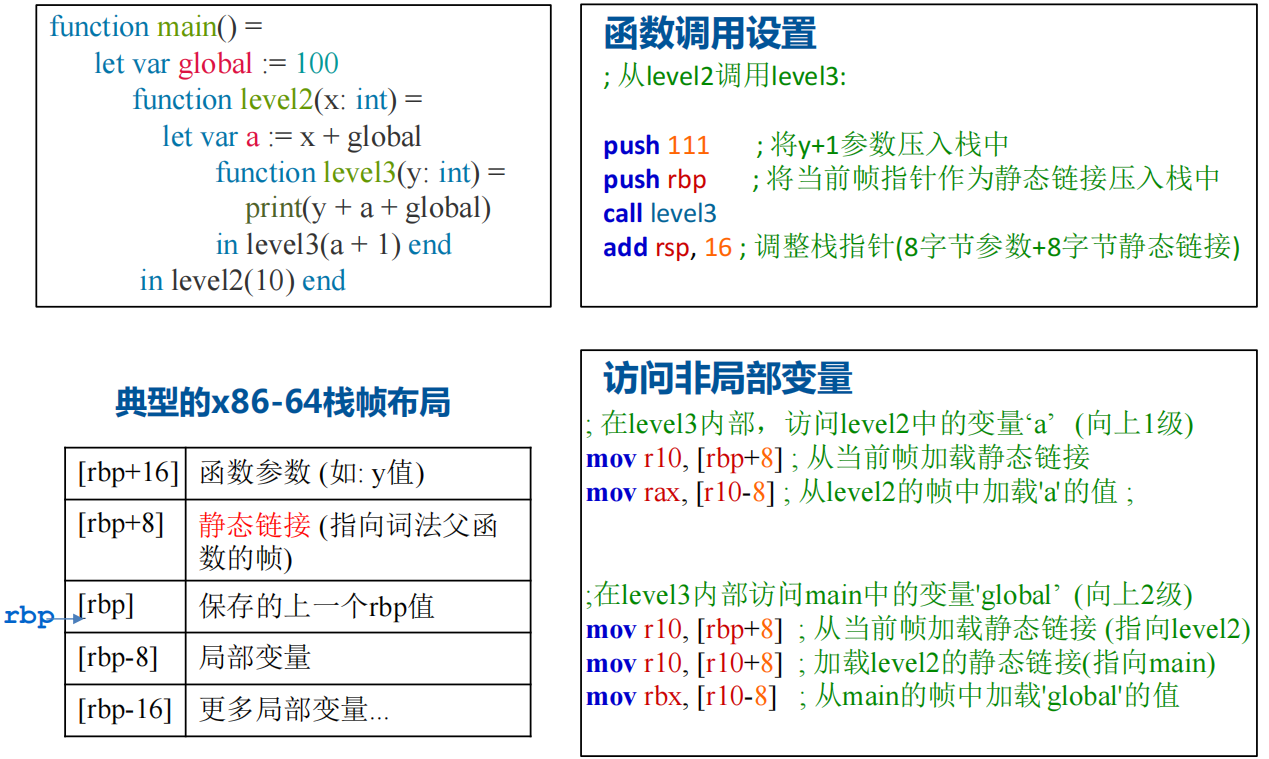 function main() =
let var global := 100
function level2(x: int) =
let var a := x + global
function level3(y: int) =
print(y + a + global)
in level3(a + 1) end
in level2(10) end
函数调用设置
; 从level2调用level3:
push 111 ; 将y+1参数压入栈中
push rbp ; 将当前帧指针作为静态链接压入栈中
call level3
add rsp, 16 ; 调整栈指针(8字节参数+8字节静态链接)
典型的x86-64栈帧布局
[rbp+16] 函数参数 (如: y值)
[rbp+8] 静态链接 (指向词法父函
数的帧)
rbp [rbp] 保存的上一个rbp值
[rbp-8] 局部变量
[rbp-16] 更多局部变量...
访问非局部变量
; 在level3内部，访问level2中的变量‘a’ (向上1级)
mov r10, [rbp+8] ; 从当前帧加载静态链接
mov rax, [r10-8] ; 从level2的帧中加载'a'的值 ;
;在level3内部访问main中的变量'global’ (向上2级)
mov r10, [rbp+8] ; 从当前帧加载静态链接 (指向level2)
mov r10, [r10+8] ; 加载level2的静态链接(指向main)
mov rbx, [r10-8] ; 从main的帧中加载'global'的值